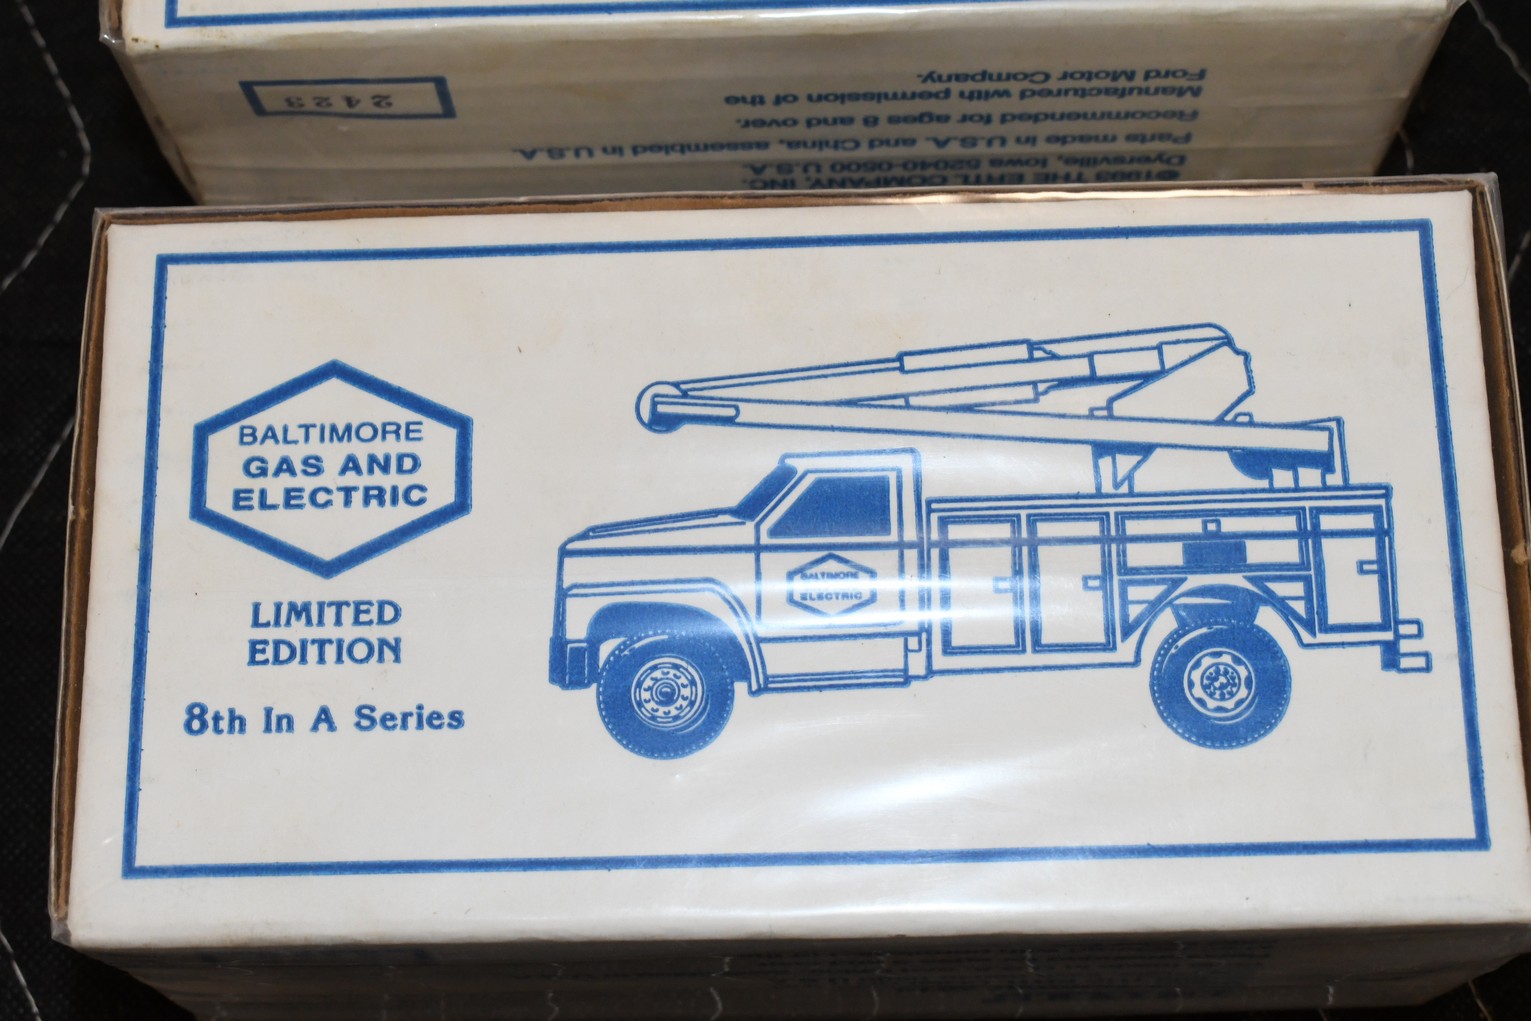 ©1993 THE ERTL COMPANY, INC.
Dyersville, Iowa 52040-0500 U.S.A.
Parts made in U.S.A. and China, assembled in U.S.A.
Recommended for ages 8 and over.
Manufactured with permission of the
Ford Motor Company.
2423
BALTIMORE
GAS AND
ELECTRIC
LIMITED
EDITION
8th In A Series
BALTIMORE
ELECTRIC